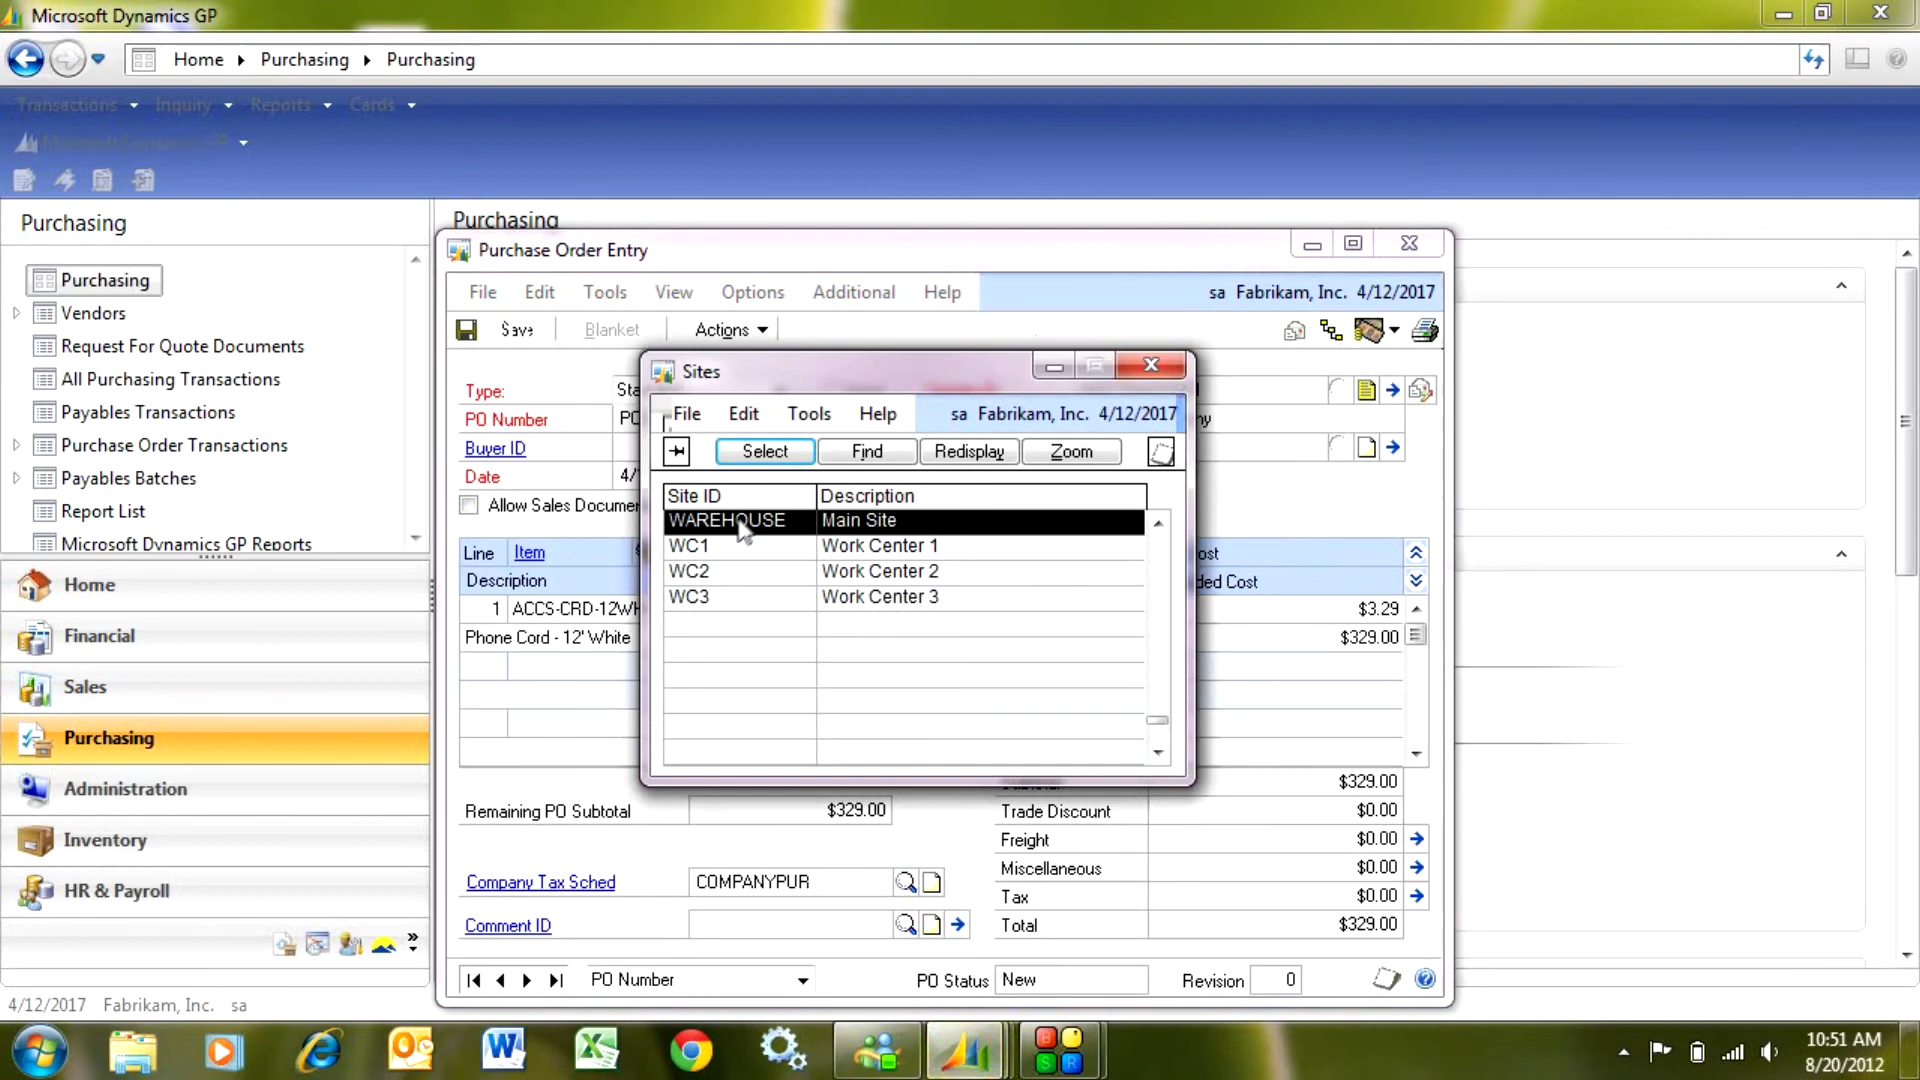 Microsoft Dynamics GP
Home Purchasing Purchasing
Transactions Inquiry Reports Cards
Microsoft Dynamics GP
Purchasing
Purchasing
Vendors
Request For Quote Documents
All Purchasing Transactions
Payables Transactions
Purchase Order Transactions
Payables Batches
Report List
Microsoft Dynamics GP Reports
Home
Financial
Sales
Purchasing
Administration
Inventory
HR & Payroll
4/12/2017 Fabrikam, Inc. sa
Purchasing
Purchase Order Entry
File Edit Tools View Options Additional Help sa Fabrikam, Inc. 4/12/2017
Save Blanket Actions
Type:
PO Number
Buyer ID
Date
Allow Sales
Line Item
Description
1 ACCS-CRD-12WH
Phone Cord - 12' White
Cost
$3.29
$329.00
Sites
File Edit Tools Help sa Fabrikam, Inc. 4/12/2017
Select Find Redisplay Zoom
Site ID Description
WAREHOUSE Main Site
WC1 Work Center 1
WC2 Work Center 2
WC3 Work Center 3
$329.00
Remaining PO Subtotal $329.00 Trade Discount $0.00
Freight $0.00
Miscellaneous $0.00
Company Tax Sched COMPANYPUR Tax $0.00
Comment ID Total $329.00
PO Number PO Status New Revision 0
10:51 AM
8/20/2012